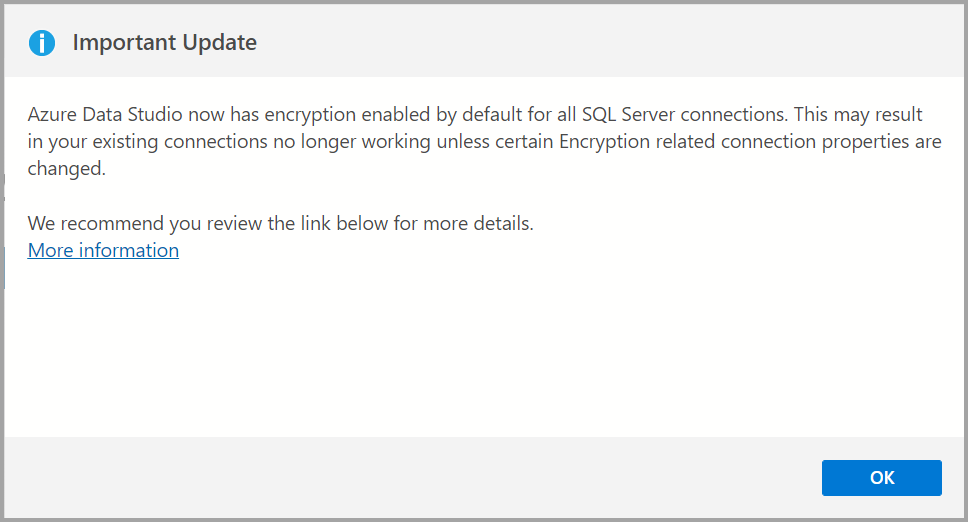 Important Update
Azure Data Studio now has encryption enabled by default for all SQL Server connections. This may result
in your existing connections no longer working unless certain Encryption related connection properties are
changed.
We recommend you review the link below for more details.
More information
OK